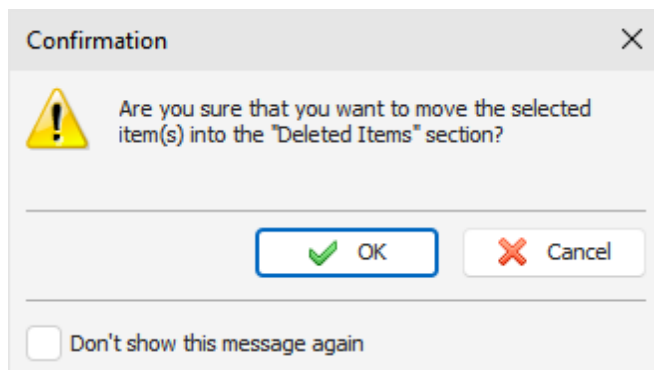 Confirmation
Are you sure that you want to move the selected
item(s) into the "Deleted Items" section?
OK
Cancel
Don't show this message again